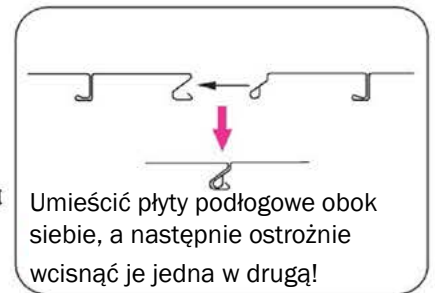 Umieścić płyty podłogowe obok
siebie, a następnie ostrożnie
wcisnąć je jedna w drugą!